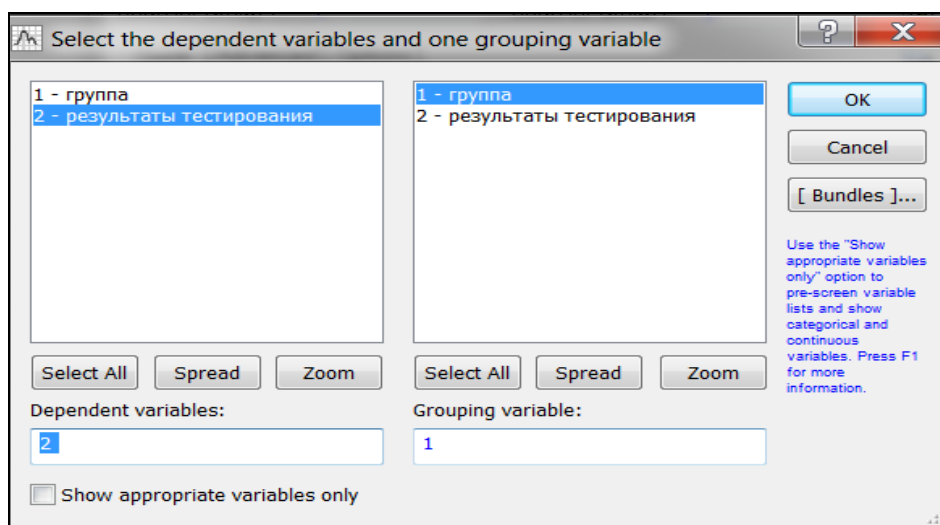 Select the dependent variables and one grouping variable
?
X
1 - группа
2 - результаты тестирования
1 - группа
2 - результаты тестирования
OK
Cancel
[ Bundles ]...
Use the "Show
appropriate variables
only" option to
pre-screen variable
lists and show
categorical and
continuous
variables. Press F1
for more
information.
Select All
Spread
Zoom
Select All
Spread
Zoom
Dependent variables:
Grouping variable:
2
1
Show appropriate variables only